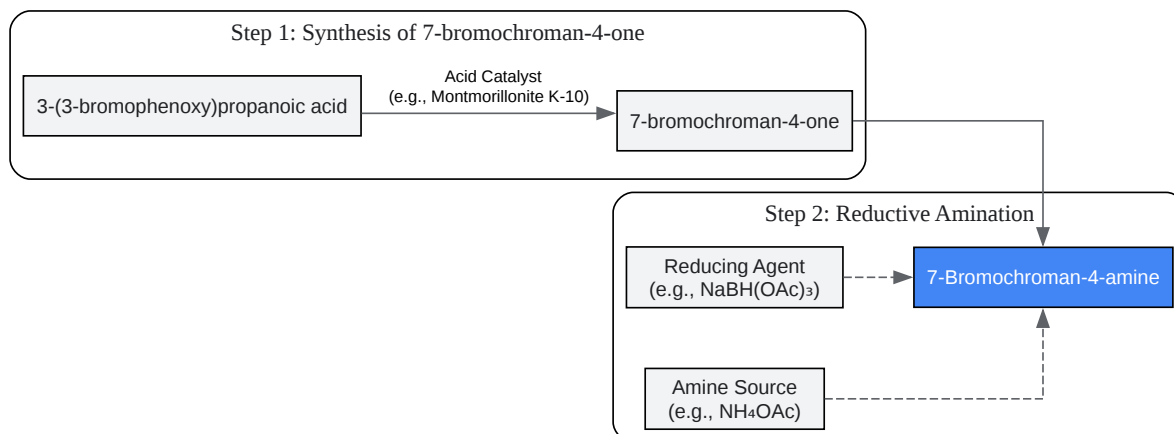 Step 1: Synthesis of 7-bromochroman-4-one
3-(3-bromophenoxy)propanoic acid
Acid Catalyst
(e.g., Montmorillonite K-10)
7-bromochroman-4-one
Step 2: Reductive Amination
Reducing Agent
(e.g., NaBH(OAc)₃)
7-Bromochroman-4-amine
Amine Source
(e.g., NH₄OAc)